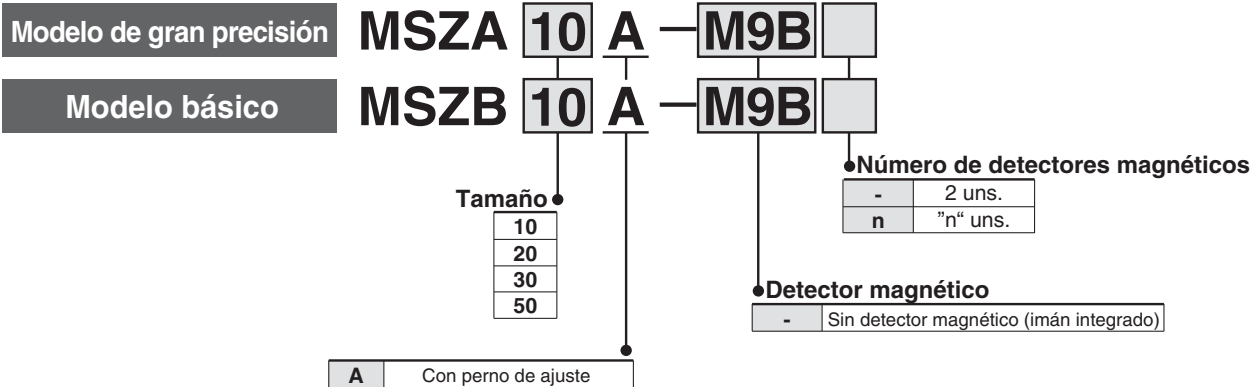 Modelo de gran precisión MSZA 10 A — M9B
Modelo básico MSZB 10 A — M9B
Número de detectores magnéticos
- 2 uns.
n ”n“ uns.
Tamaño
10
20
30
50
Detector magnético
- Sin detector magnético (imán integrado)
A Con perno de ajuste